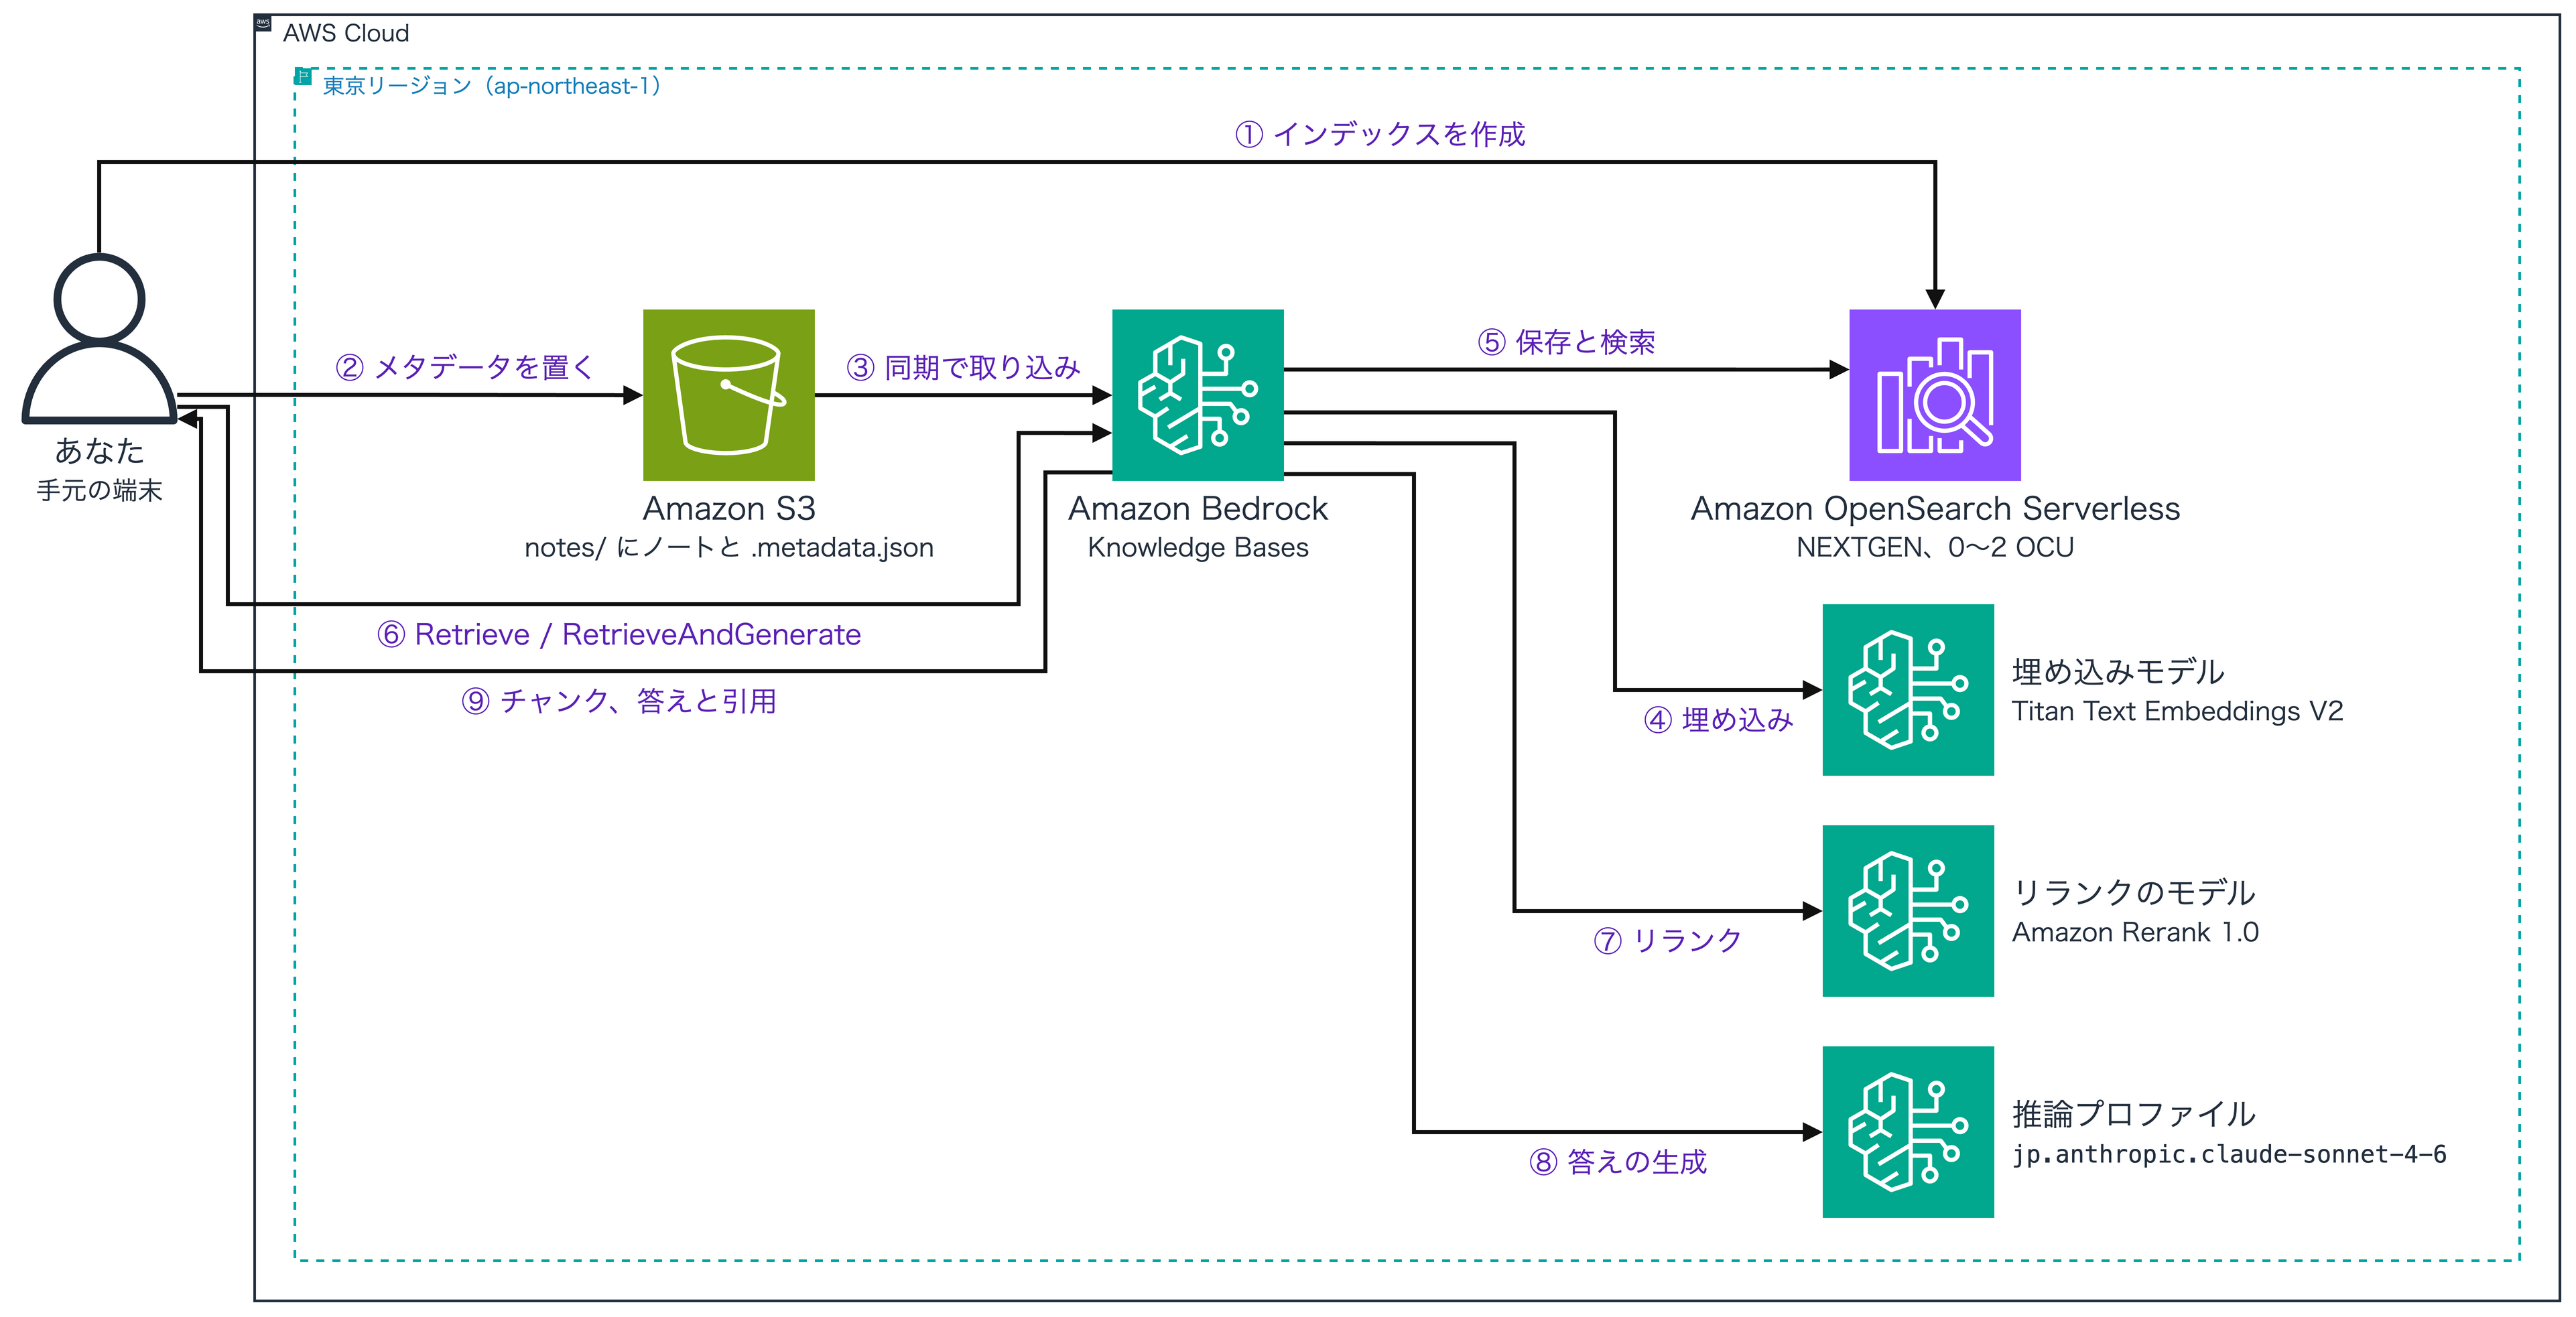 aws
AWS Cloud
東京リージョン（ap-northeast-1）
① インデックスを作成
② メタデータを置く
③ 同期で取り込み
⑤ 保存と検索
あなた
手元の端末
Amazon S3
notes/ にノートと .metadata.json
Amazon Bedrock
Knowledge Bases
Amazon OpenSearch Serverless
NEXTGEN、0〜2 OCU
⑥ Retrieve / RetrieveAndGenerate
⑨ チャンク、答えと引用
④ 埋め込み
埋め込みモデル
Titan Text Embeddings V2
⑦ リランク
リランクのモデル
Amazon Rerank 1.0
⑧ 答えの生成
推論プロファイル
jp.anthropic.claude-sonnet-4-6